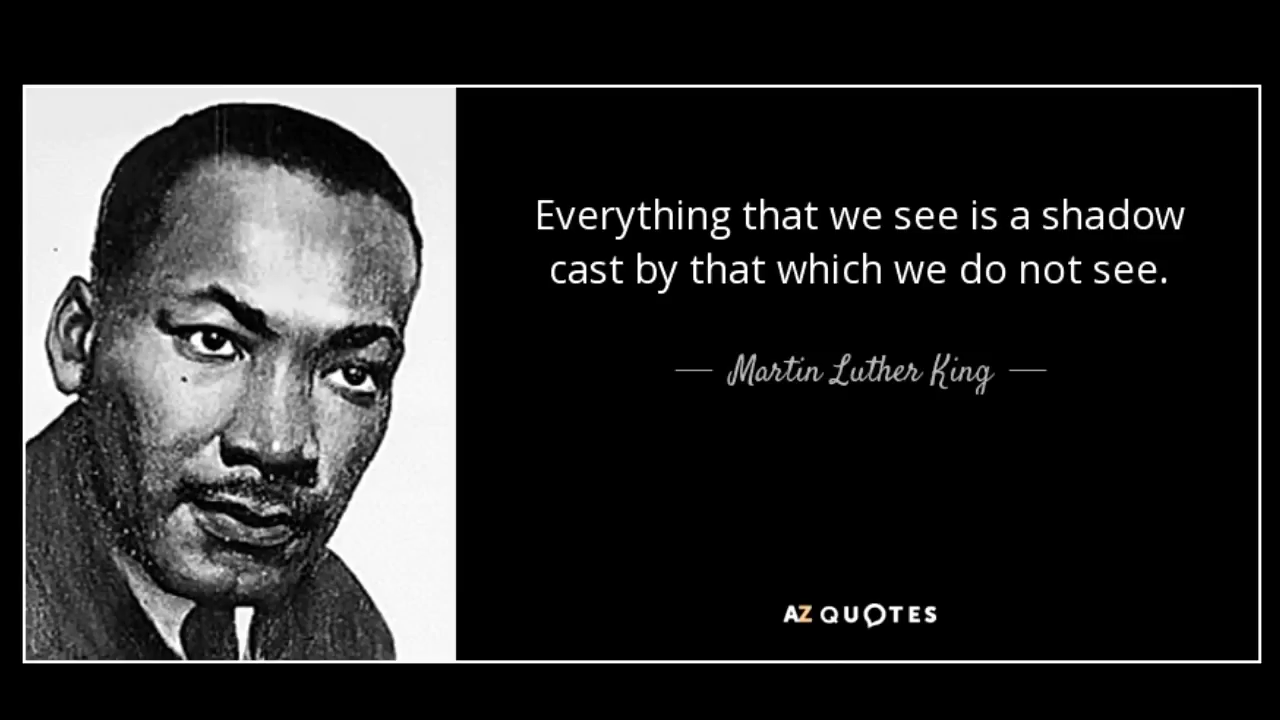 Everything that we see is a shadow
cast by that which we do not see.
Martin Luther King
AZ QUOTES